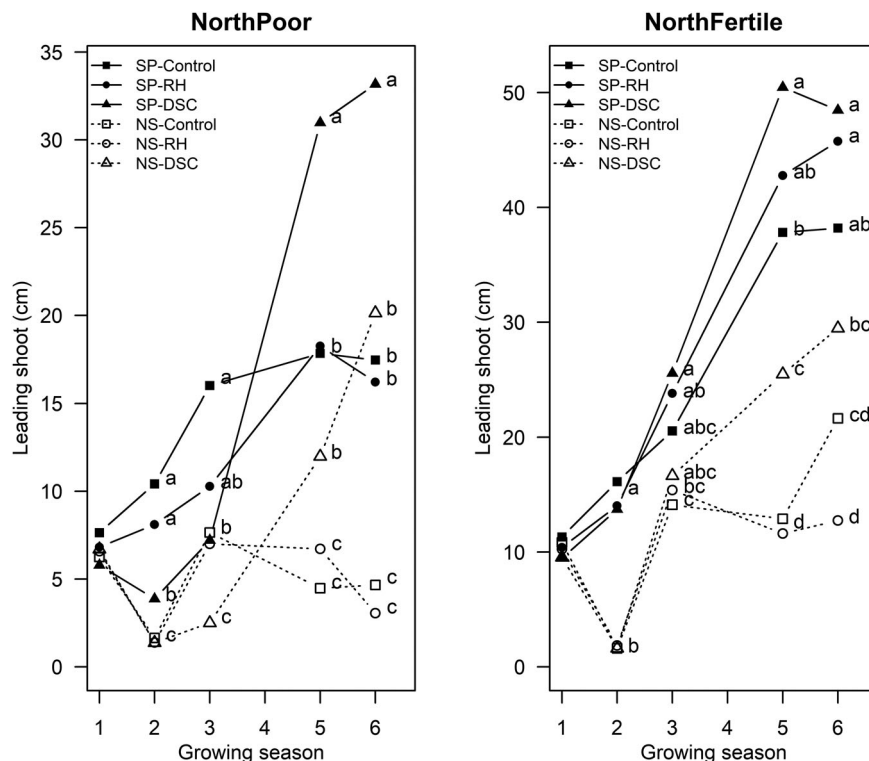 NorthPoor
35
30
25
20
15
10
5
0
Leading shoot (cm)
SP-Control
SP-RH
SP-DSC
NS-Control
NS-RH
NS-DSC
a
a
a
a
a
ab
b
b
c
b
c
b
b
c
c
b
b
b
c
c
1 2 3 4 5 6
Growing season
NorthFertile
50
40
30
20
10
0
Leading shoot (cm)
SP-Control
SP-RH
SP-DSC
NS-Control
NS-RH
NS-DSC
a
b
a
ab
abc
abc
bc
c
a
ab
b
c
d
a
a
ab
bc
cd
d
1 2 3 4 5 6
Growing season